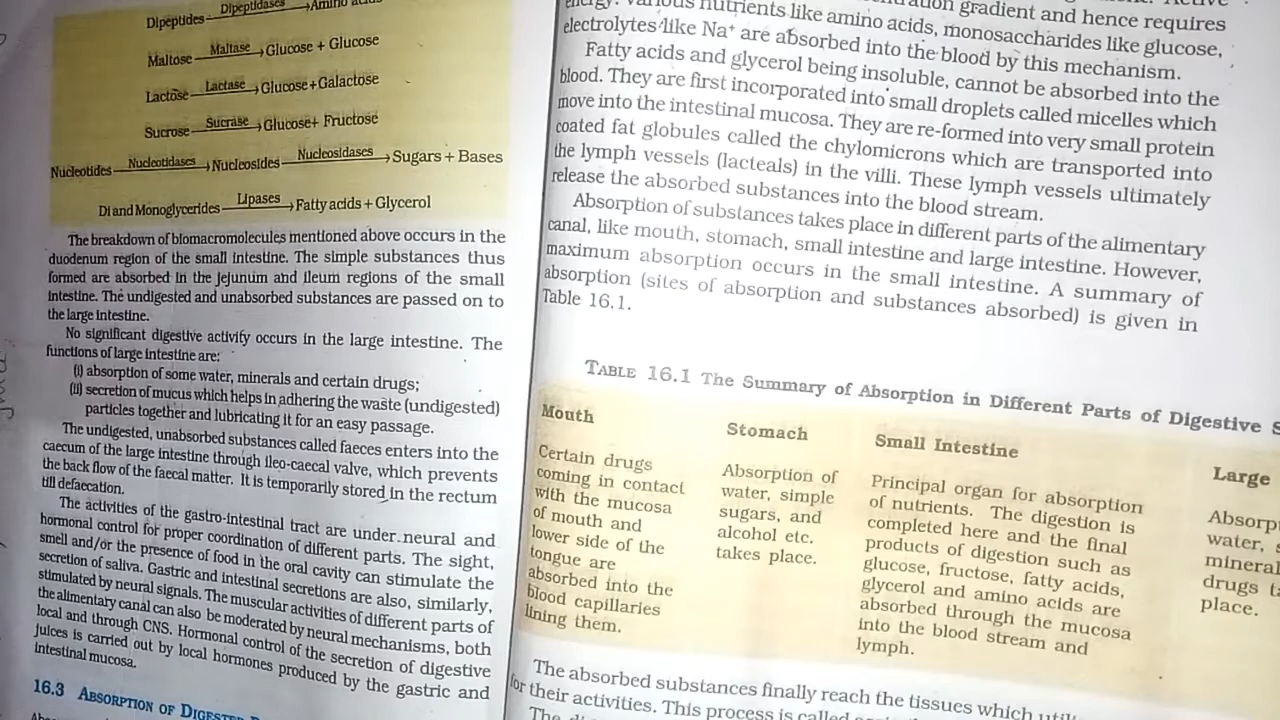 Dipeptides Dipeptidases Amino acids
Maltose Maltase Glucose + Glucose
Lactose Lactase Glucose+Galactose
Sucrose Sucrase Glucose+ Fructose
Nucleotides Nucleotidases Nucleosides Nucleosidases Sugars + Bases
Di and Monoglycerides Lipases Fatty acids + Glycerol
The breakdown of biomacromolecules mentioned above occurs in the
duodenum region of the small intestine. The simple substances thus
formed are absorbed in the jejunum and ileum regions of the small
intestine. The undigested and unabsorbed substances are passed on to
the large intestine.
No significant digestive activity occurs in the large intestine. The
functions of large intestine are:
(i) absorption of some water, minerals and certain drugs;
(ii) secretion of mucus which helps in adhering the waste (undigested)
particles together and lubricating it for an easy passage.
The undigested, unabsorbed substances called faeces enters into the
caecum of the large intestine through ileo-caecal valve, which prevents
the back flow of the faecal matter. It is temporarily stored in the rectum
till defaecation.
The activities of the gastro-intestinal tract are under neural and
hormonal control for proper coordination of different parts. The sight,
smell and/or the presence of food in the oral cavity can stimulate the
secretion of saliva. Gastric and intestinal secretions are also, similarly,
stimulated by neural signals. The muscular activities of different parts of
the alimentary canal can also be moderated by neural mechanisms, both
local and through CNS. Hormonal control of the secretion of digestive
juices is carried out by local hormones produced by the gastric and
intestinal mucosa.
16.3 ABSORPTION OF DIGESTED
gradient and hence requires
energy. Various nutrients like amino acids, monosaccharides like glucose,
electrolytes like Na⁺ are absorbed into the blood by this mechanism.
Fatty acids and glycerol being insoluble, cannot be absorbed into the
blood. They are first incorporated into small droplets called micelles which
move into the intestinal mucosa. They are re-formed into very small protein
coated fat globules called the chylomicrons which are transported into
the lymph vessels (lacteals) in the villi. These lymph vessels ultimately
release the absorbed substances into the blood stream.
Absorption of substances takes place in different parts of the alimentary
canal, like mouth, stomach, small intestine and large intestine. However,
maximum absorption occurs in the small intestine. A summary of
absorption (sites of absorption and substances absorbed) is given in
Table 16.1.
TABLE 16.1 The Summary of Absorption in Different Parts of Digestive S
Mouth
Certain drugs
coming in contact
with the mucosa
of mouth and
lower side of the
tongue are
absorbed into the
blood capillaries
lining them.
Stomach
Absorption of
water, simple
sugars, and
alcohol etc.
takes place.
Small Intestine
Principal organ for absorption
of nutrients. The digestion is
completed here and the final
products of digestion such as
glucose, fructose, fatty acids,
glycerol and amino acids are
absorbed through the mucosa
into the blood stream and
lymph.
Large
Absorp
water, s
mineral
drugs ta
place.
The absorbed substances finally reach the tissues which
for their activities. This process is called